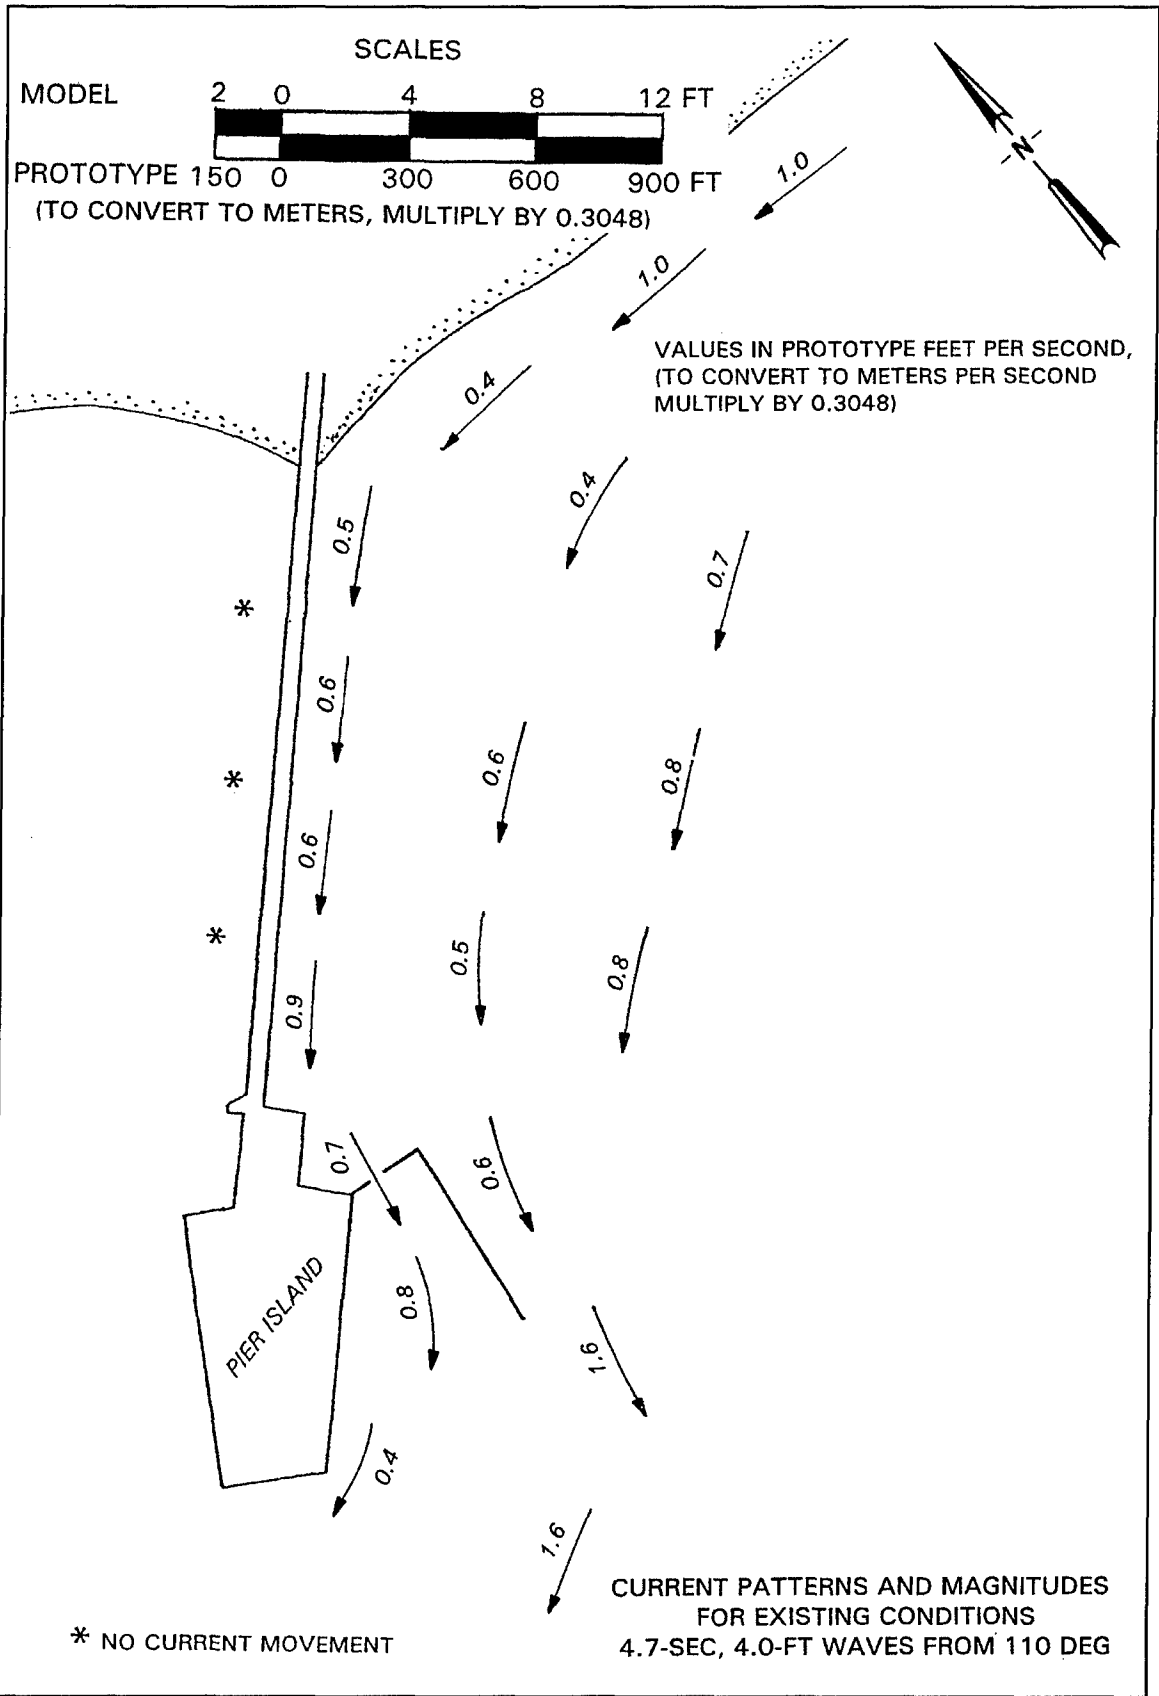 SCALES
MODEL 2 0 4 8 12 FT
PROTOTYPE 150 0 300 600 900 FT
(TO CONVERT TO METERS, MULTIPLY BY 0.3048)
N
1.0
1.0
VALUES IN PROTOTYPE FEET PER SECOND,
(TO CONVERT TO METERS PER SECOND
MULTIPLY BY 0.3048)
0.4
0.4
0.5
0.7
*
0.6
0.6
0.8
*
0.6
*
0.5
0.8
0.9
0.7
0.6
0.8
PIER ISLAND
1.6
0.4
1.6
* NO CURRENT MOVEMENT
CURRENT PATTERNS AND MAGNITUDES
FOR EXISTING CONDITIONS
4.7-SEC, 4.0-FT WAVES FROM 110 DEG